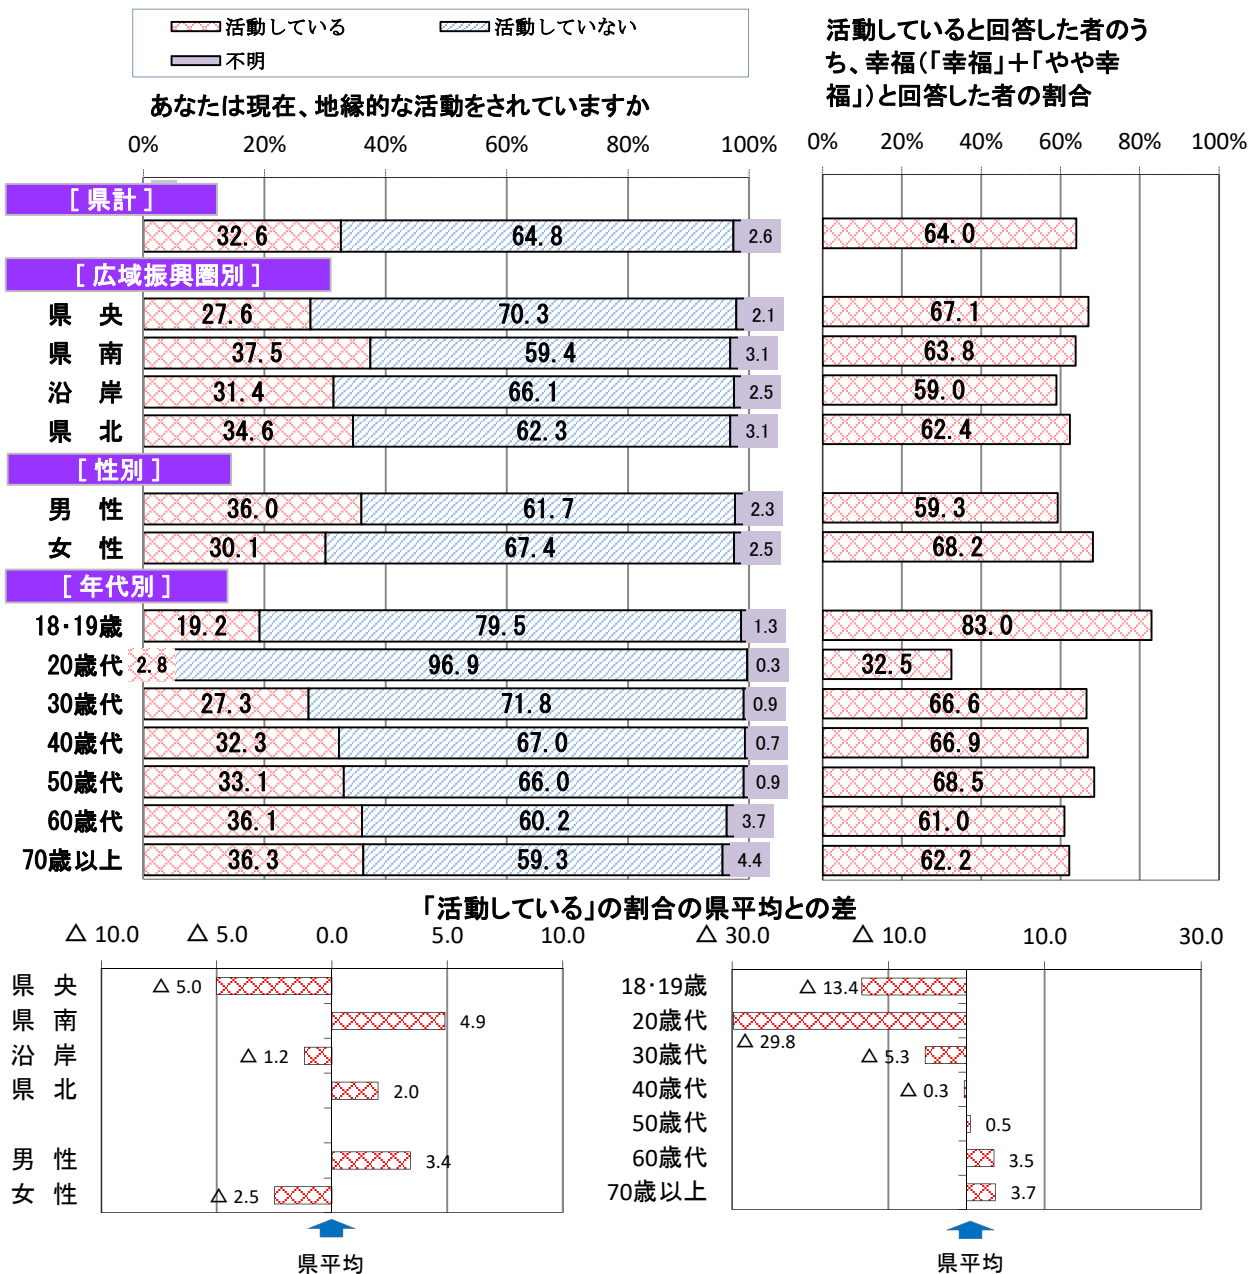 活動している 活動していない
不明
活動していると回答した者のう
ち、幸福(「幸福」＋「やや幸
福」)と回答した者の割合
あなたは現在、地縁的な活動をされていますか
0% 20% 40% 60% 80% 100%
0% 20% 40% 60% 80% 100%
[ 県計 ]
32.6 64.8 2.6 64.0
[ 広域振興圏別 ]
県 央 27.6 70.3 2.1 67.1
県 南 37.5 59.4 3.1 63.8
沿 岸 31.4 66.1 2.5 59.0
県 北 34.6 62.3 3.1 62.4
[ 性別 ]
男 性 36.0 61.7 2.3 59.3
女 性 30.1 67.4 2.5 68.2
[ 年代別 ]
18・19歳 19.2 79.5 1.3 83.0
20歳代 2.8 96.9 0.3 32.5
30歳代 27.3 71.8 0.9 66.6
40歳代 32.3 67.0 0.7 66.9
50歳代 33.1 66.0 0.9 68.5
60歳代 36.1 60.2 3.7 61.0
70歳以上 36.3 59.3 4.4 62.2
「活動している」の割合の県平均との差
△ 10.0 △ 5.0 0.0 5.0 10.0
県 央 △ 5.0
県 南 4.9
沿 岸 △ 1.2
県 北 2.0
男 性 3.4
女 性 △ 2.5
県平均
△ 30.0 △ 10.0 10.0 30.0
18・19歳 △ 13.4
20歳代 △ 29.8
30歳代 △ 5.3
40歳代 △ 0.3
50歳代 0.5
60歳代 3.5
70歳以上 3.7
県平均